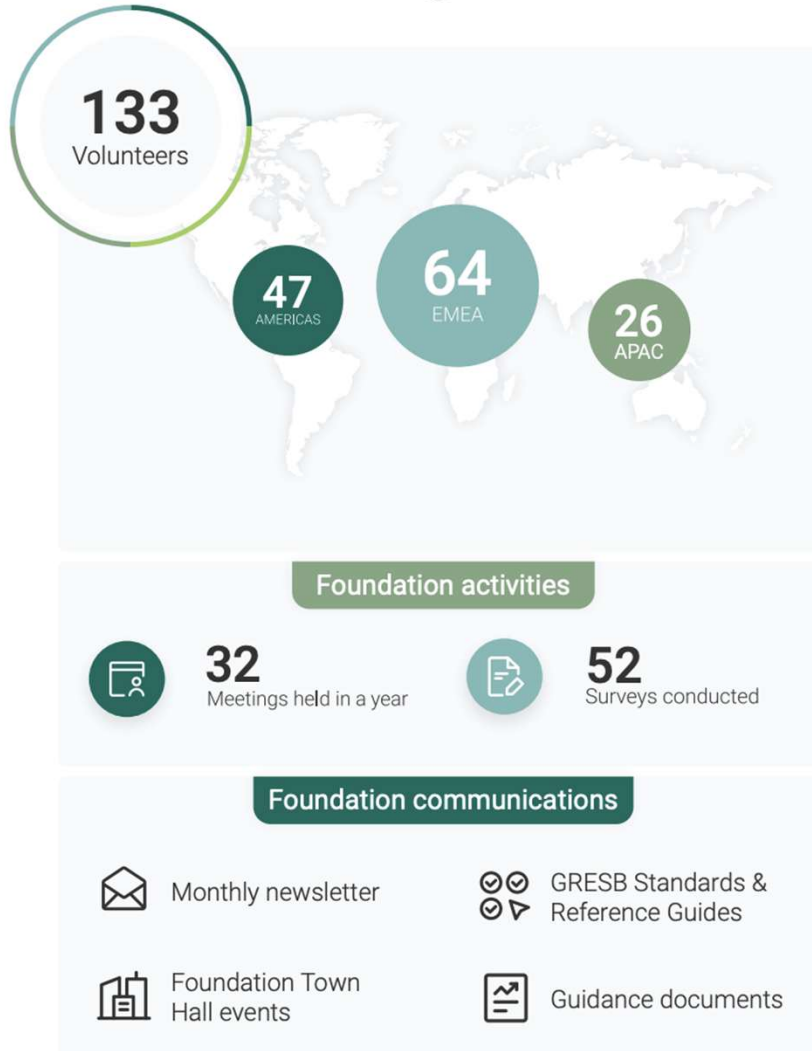 133
Volunteers
47
AMERICAS
64
EMEA
26
APAC
Foundation activities
32
Meetings held in a year
52
Surveys conducted
Foundation communications
Monthly newsletter
GRESB Standards &
Reference Guides
Foundation Town
Hall events
Guidance documents